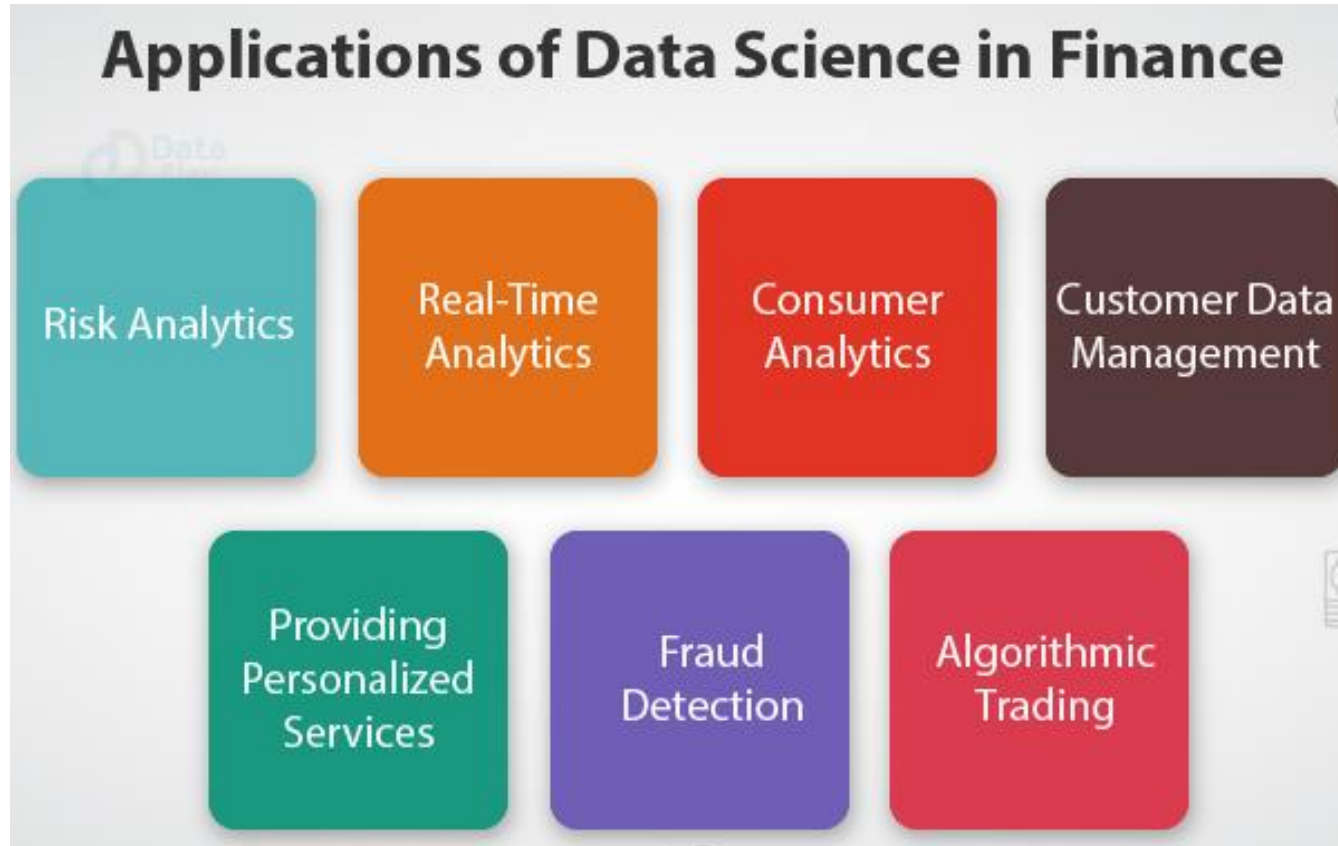 Applications of Data Science in Finance
Data
Risk Analytics
Real-Time
Analytics
Consumer
Analytics
Customer Data
Management
Providing
Personalized
Services
Fraud
Detection
Algorithmic
Trading